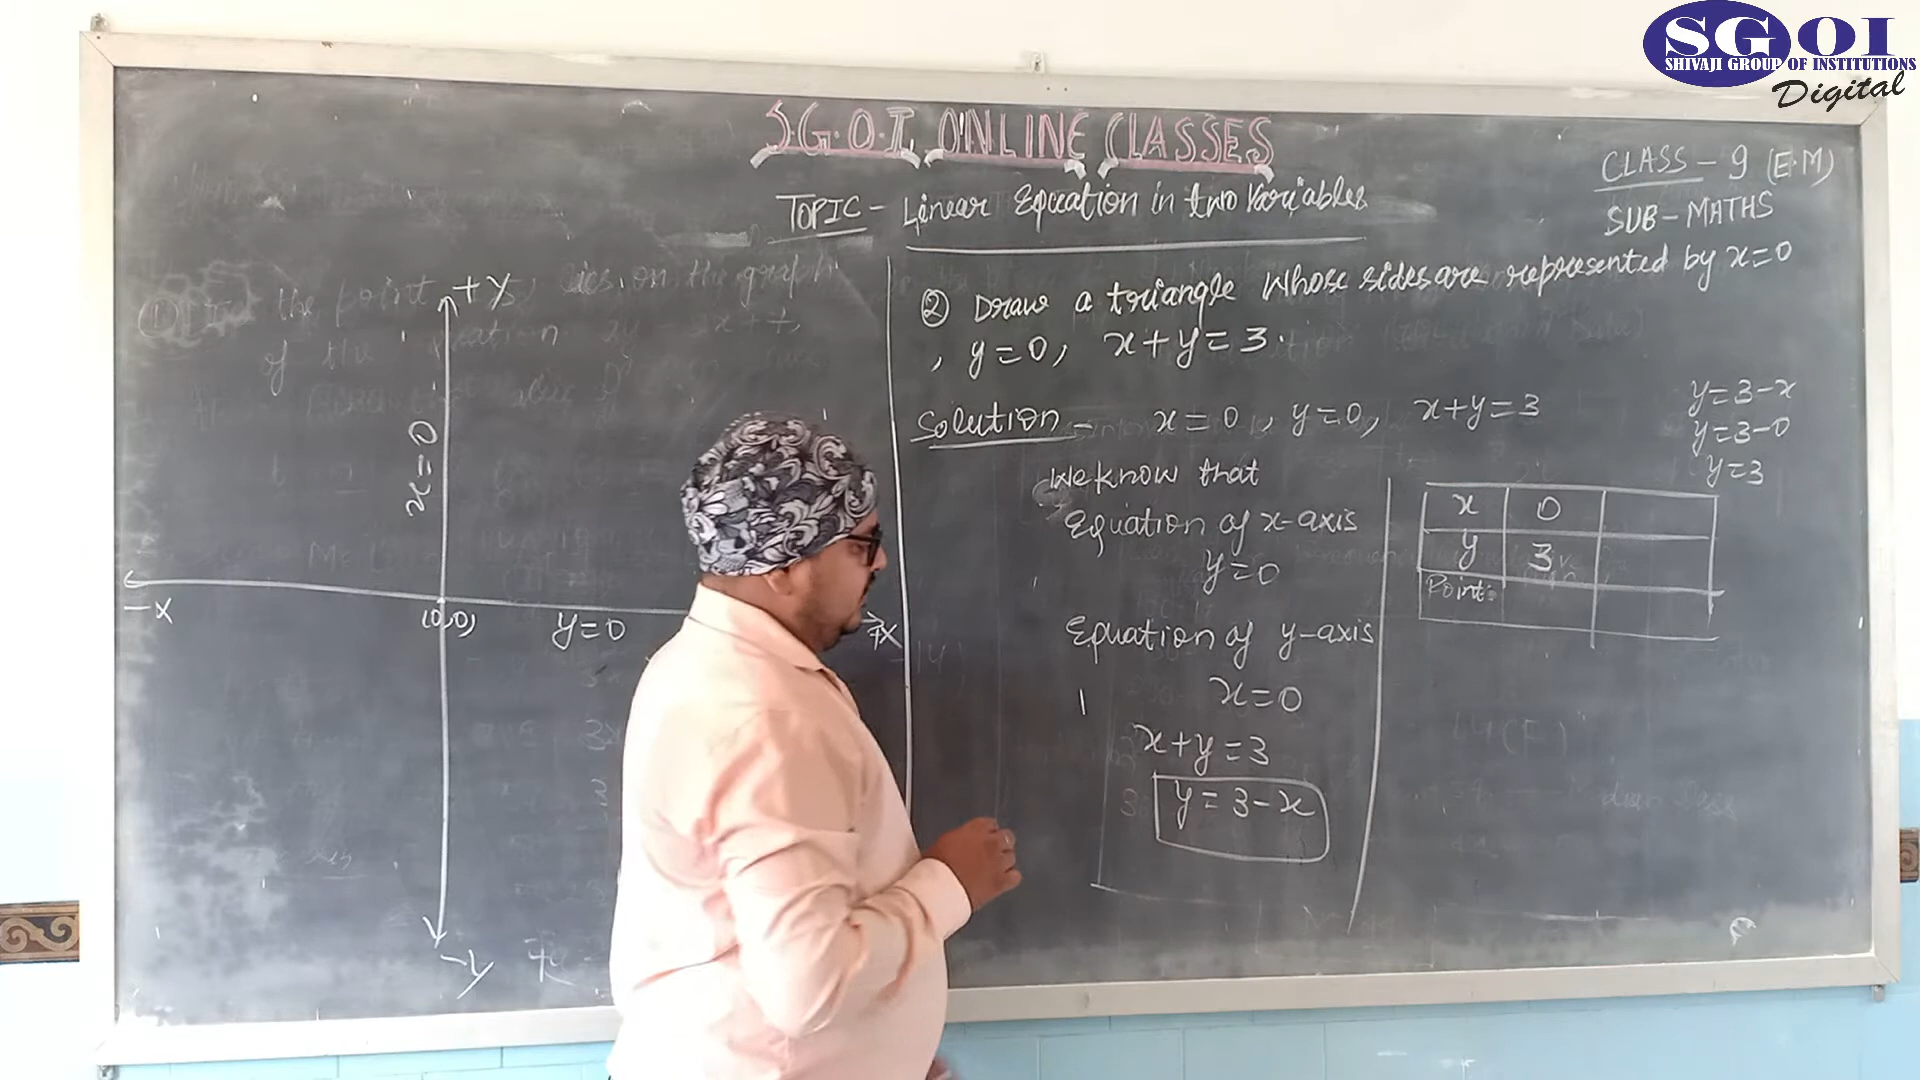 SGOI
SHIVAJI GROUP OF INSTITUTIONS
Digital
S.G.O.I. ONLINE CLASSES
CLASS - 9 (E.M)
SUB - MATHS
TOPIC - Linear Equation in two Variables
② Draw a triangle whose sides are represented by x=0
, y=0, x+y=3.
Solution - x=0, y=0, x+y=3
y=3-x
y=3-0
y=3
We know that
Equation of x-axis
y=0
Equation of y-axis
x=0
x+y=3
y=3-x
x 0
y 3
Point
+Y
x=0
-X
(0,0)
y=0
+X
-Y